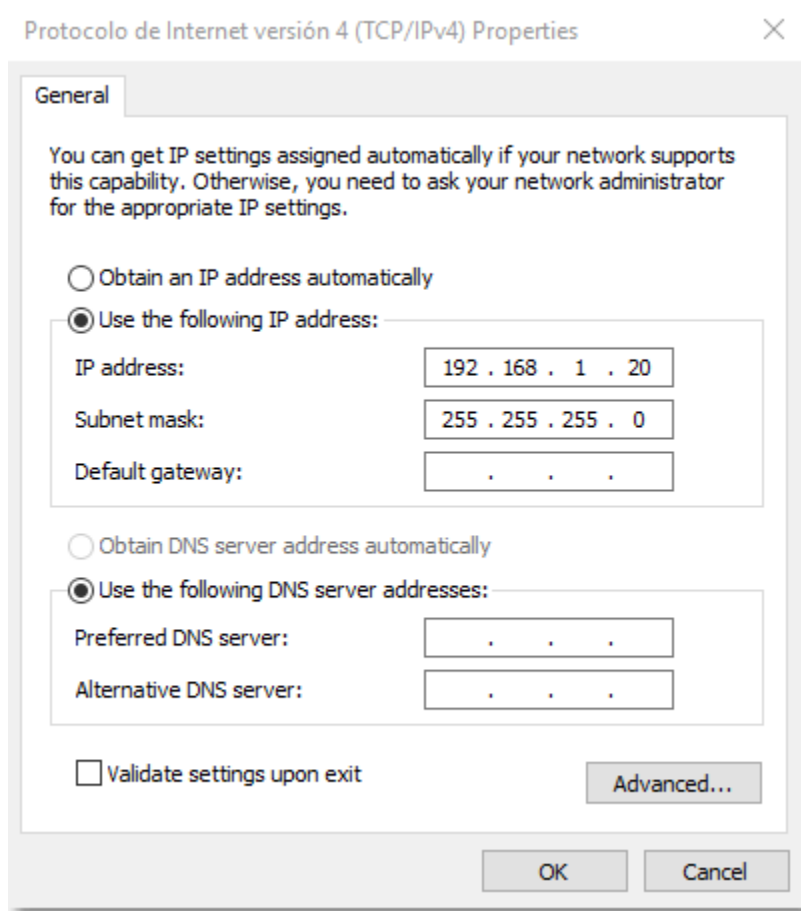 Protocolo de Internet versión 4 (TCP/IPv4) Properties
General
You can get IP settings assigned automatically if your network supports
this capability. Otherwise, you need to ask your network administrator
for the appropriate IP settings.
Obtain an IP address automatically
Use the following IP address:
IP address: 192 . 168 . 1 . 20
Subnet mask: 255 . 255 . 255 . 0
Default gateway: . . .
Obtain DNS server address automatically
Use the following DNS server addresses:
Preferred DNS server: . . .
Alternative DNS server: . . .
Validate settings upon exit
Advanced...
OK Cancel